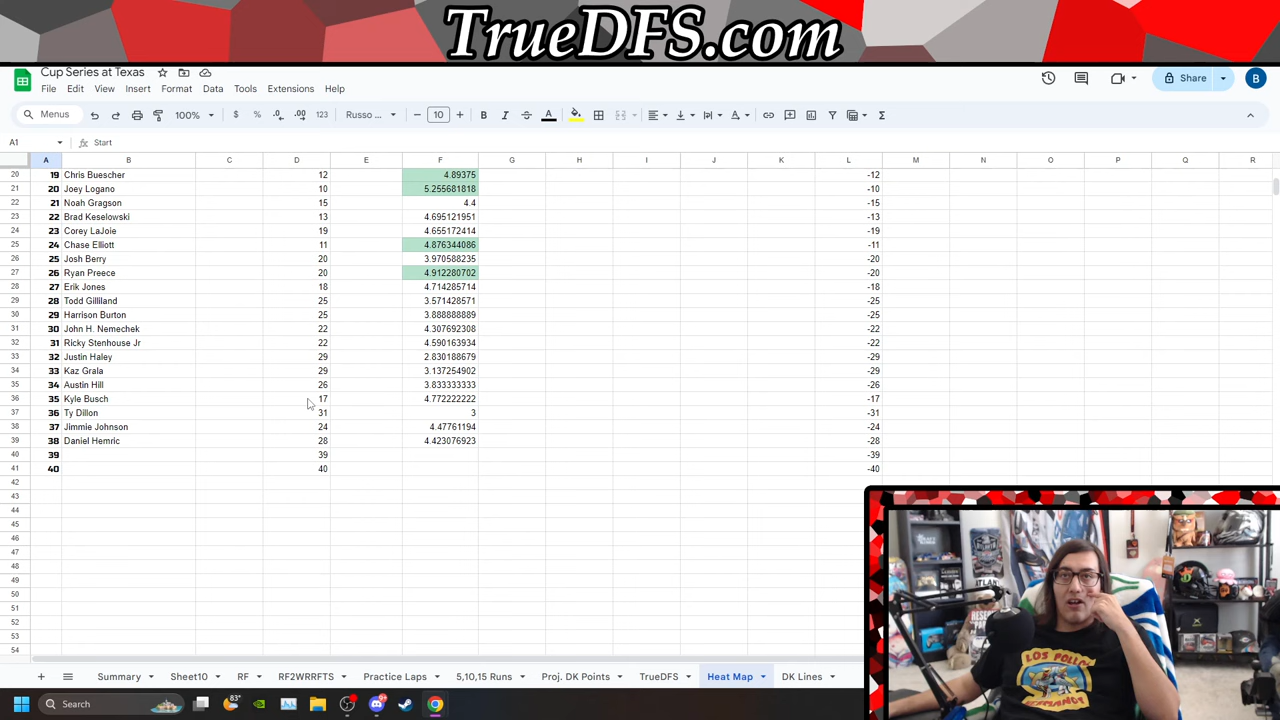 TrueDFS.com
Cup Series at Texas
File Edit View Insert Format Data Tools Extensions Help
Share
B
Menus 100% $ % .0 .00 123 Russo ... 10 B I A
A1 Start
A B C D E F G H I J K L M N O P Q R
20 19 Chris Buescher 12 4.89375 -12
21 20 Joey Logano 10 5.255681818 -10
22 21 Noah Gragson 15 4.4 -15
23 22 Brad Keselowski 13 4.695121951 -13
24 23 Corey LaJoie 19 4.655172414 -19
25 24 Chase Elliott 11 4.876344086 -11
26 25 Josh Berry 20 3.970588235 -20
27 26 Ryan Preece 20 4.912280702 -20
28 27 Erik Jones 18 4.714285714 -18
29 28 Todd Gilliland 25 3.571428571 -25
30 29 Harrison Burton 25 3.888888889 -25
31 30 John H. Nemechek 22 4.307692308 -22
32 31 Ricky Stenhouse Jr 22 4.590163934 -22
33 32 Justin Haley 29 2.830188679 -29
34 33 Kaz Grala 29 3.137254902 -29
35 34 Austin Hill 26 3.833333333 -26
36 35 Kyle Busch 17 4.772222222 -17
37 36 Ty Dillon 31 3 -31
38 37 Jimmie Johnson 24 4.47761194 -24
39 38 Daniel Hemric 28 4.423076923 -28
40 39 39 -39
41 40 40 -40
42
43
44
45
46
47
48
49
50
51
52
53
54
LOS POLLOS
HERMANOS
Summary Sheet10 RF RF2WRRFTS Practice Laps 5,10,15 Runs Proj. DK Points TrueDFS Heat Map DK Lines
Search
83°